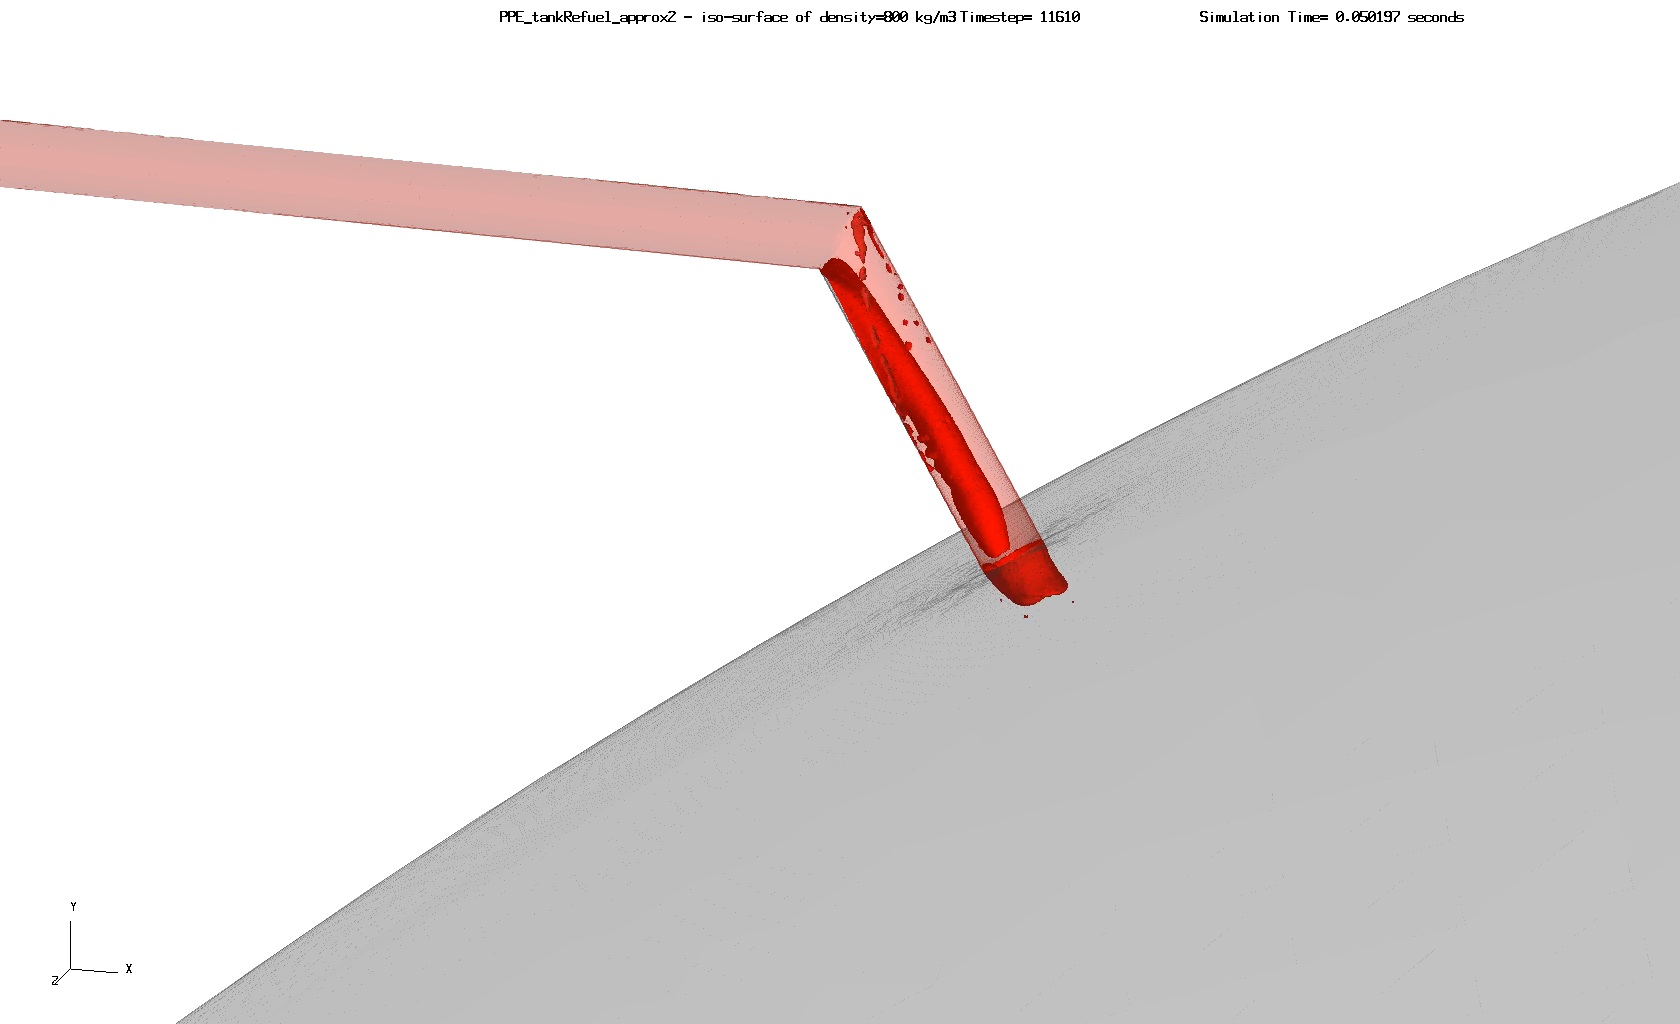 PPE_tankRefuel_approx2 - iso-surface of density=800 kg/m3 Timestep= 11610 Simulation Time= 0.050197 seconds
Y
X
Z